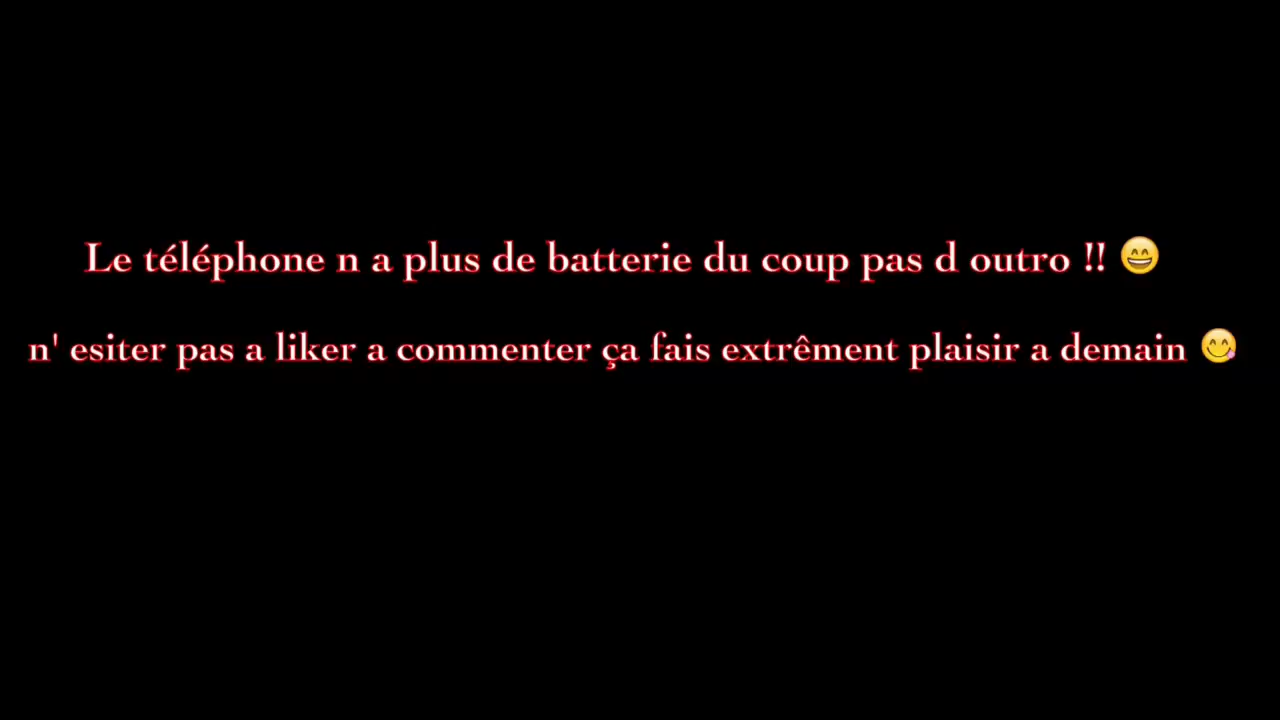 Le téléphone n a plus de batterie du coup pas d outro !! 😄
n' esiter pas a liker a commenter ça fais extrêment plaisir a demain 😋